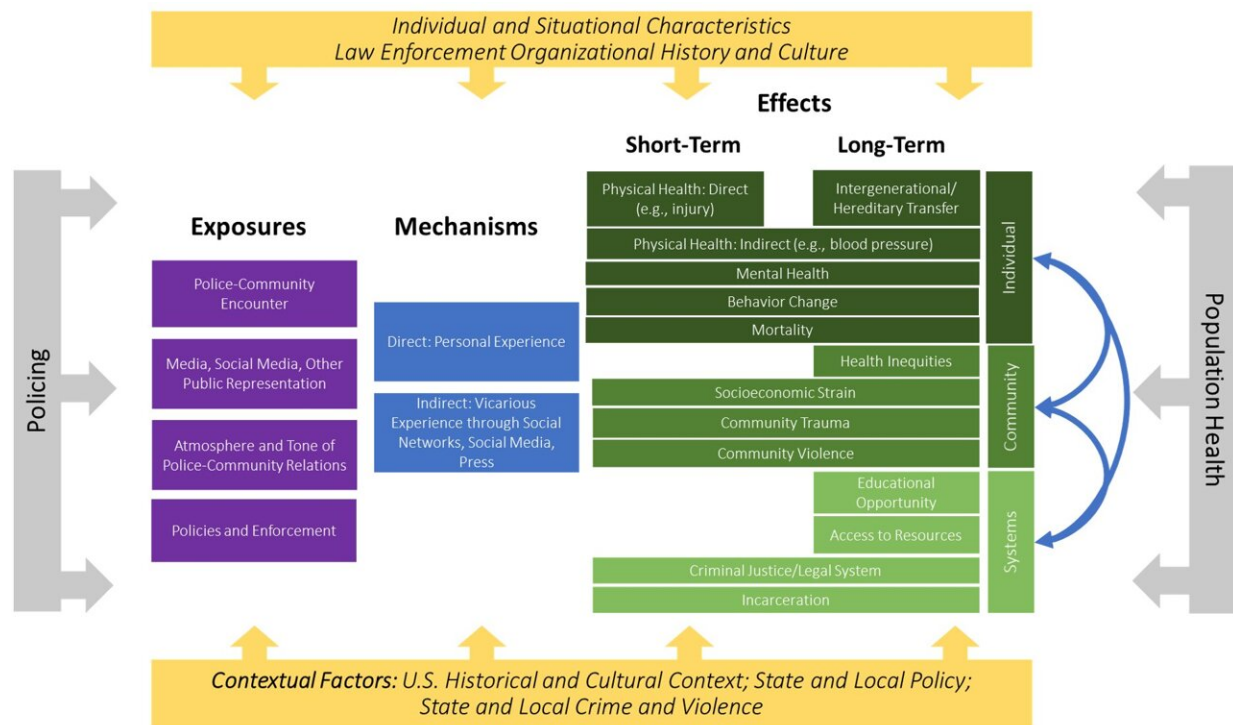 Individual and Situational Characteristics
Law Enforcement Organizational History and Culture
Effects
Short-Term
Long-Term
Exposures
Mechanisms
Policing
Police-Community
Encounter
Media, Social Media, Other
Public Representation
Atmosphere and Tone of
Police-Community Relations
Policies and Enforcement
Direct: Personal Experience
Indirect: Vicarious
Experience through Social
Networks, Social Media,
Press
Physical Health: Direct
(e.g., injury)
Intergenerational/
Hereditary Transfer
Physical Health: Indirect (e.g., blood pressure)
Mental Health
Behavior Change
Mortality
Individual
Health Inequities
Socioeconomic Strain
Community Trauma
Community Violence
Community
Educational
Opportunity
Access to Resources
Criminal Justice/Legal System
Incarceration
Systems
Population Health
Contextual Factors: U.S. Historical and Cultural Context; State and Local Policy;
State and Local Crime and Violence